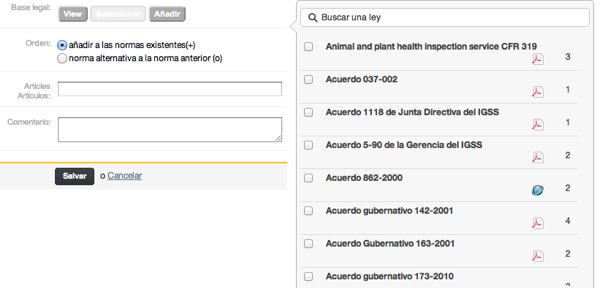 Base legal:
View
Seleccionar
Añadir
Orden:
añadir a las normas existentes(+)
norma alternativa a la norma anterior (o)
Articles
Artículos:
Comentario:
Salvar o Cancelar
Buscar una ley
Animal and plant health inspection service CFR 319
3
Acuerdo 037-002
1
Acuerdo 1118 de Junta Directiva del IGSS
1
Acuerdo 5-90 de la Gerencia del IGSS
2
Acuerdo 862-2000
2
Acuerdo gubernativo 142-2001
4
Acuerdo Gubernativo 163-2001
2
Acuerdo gubernativo 173-2010